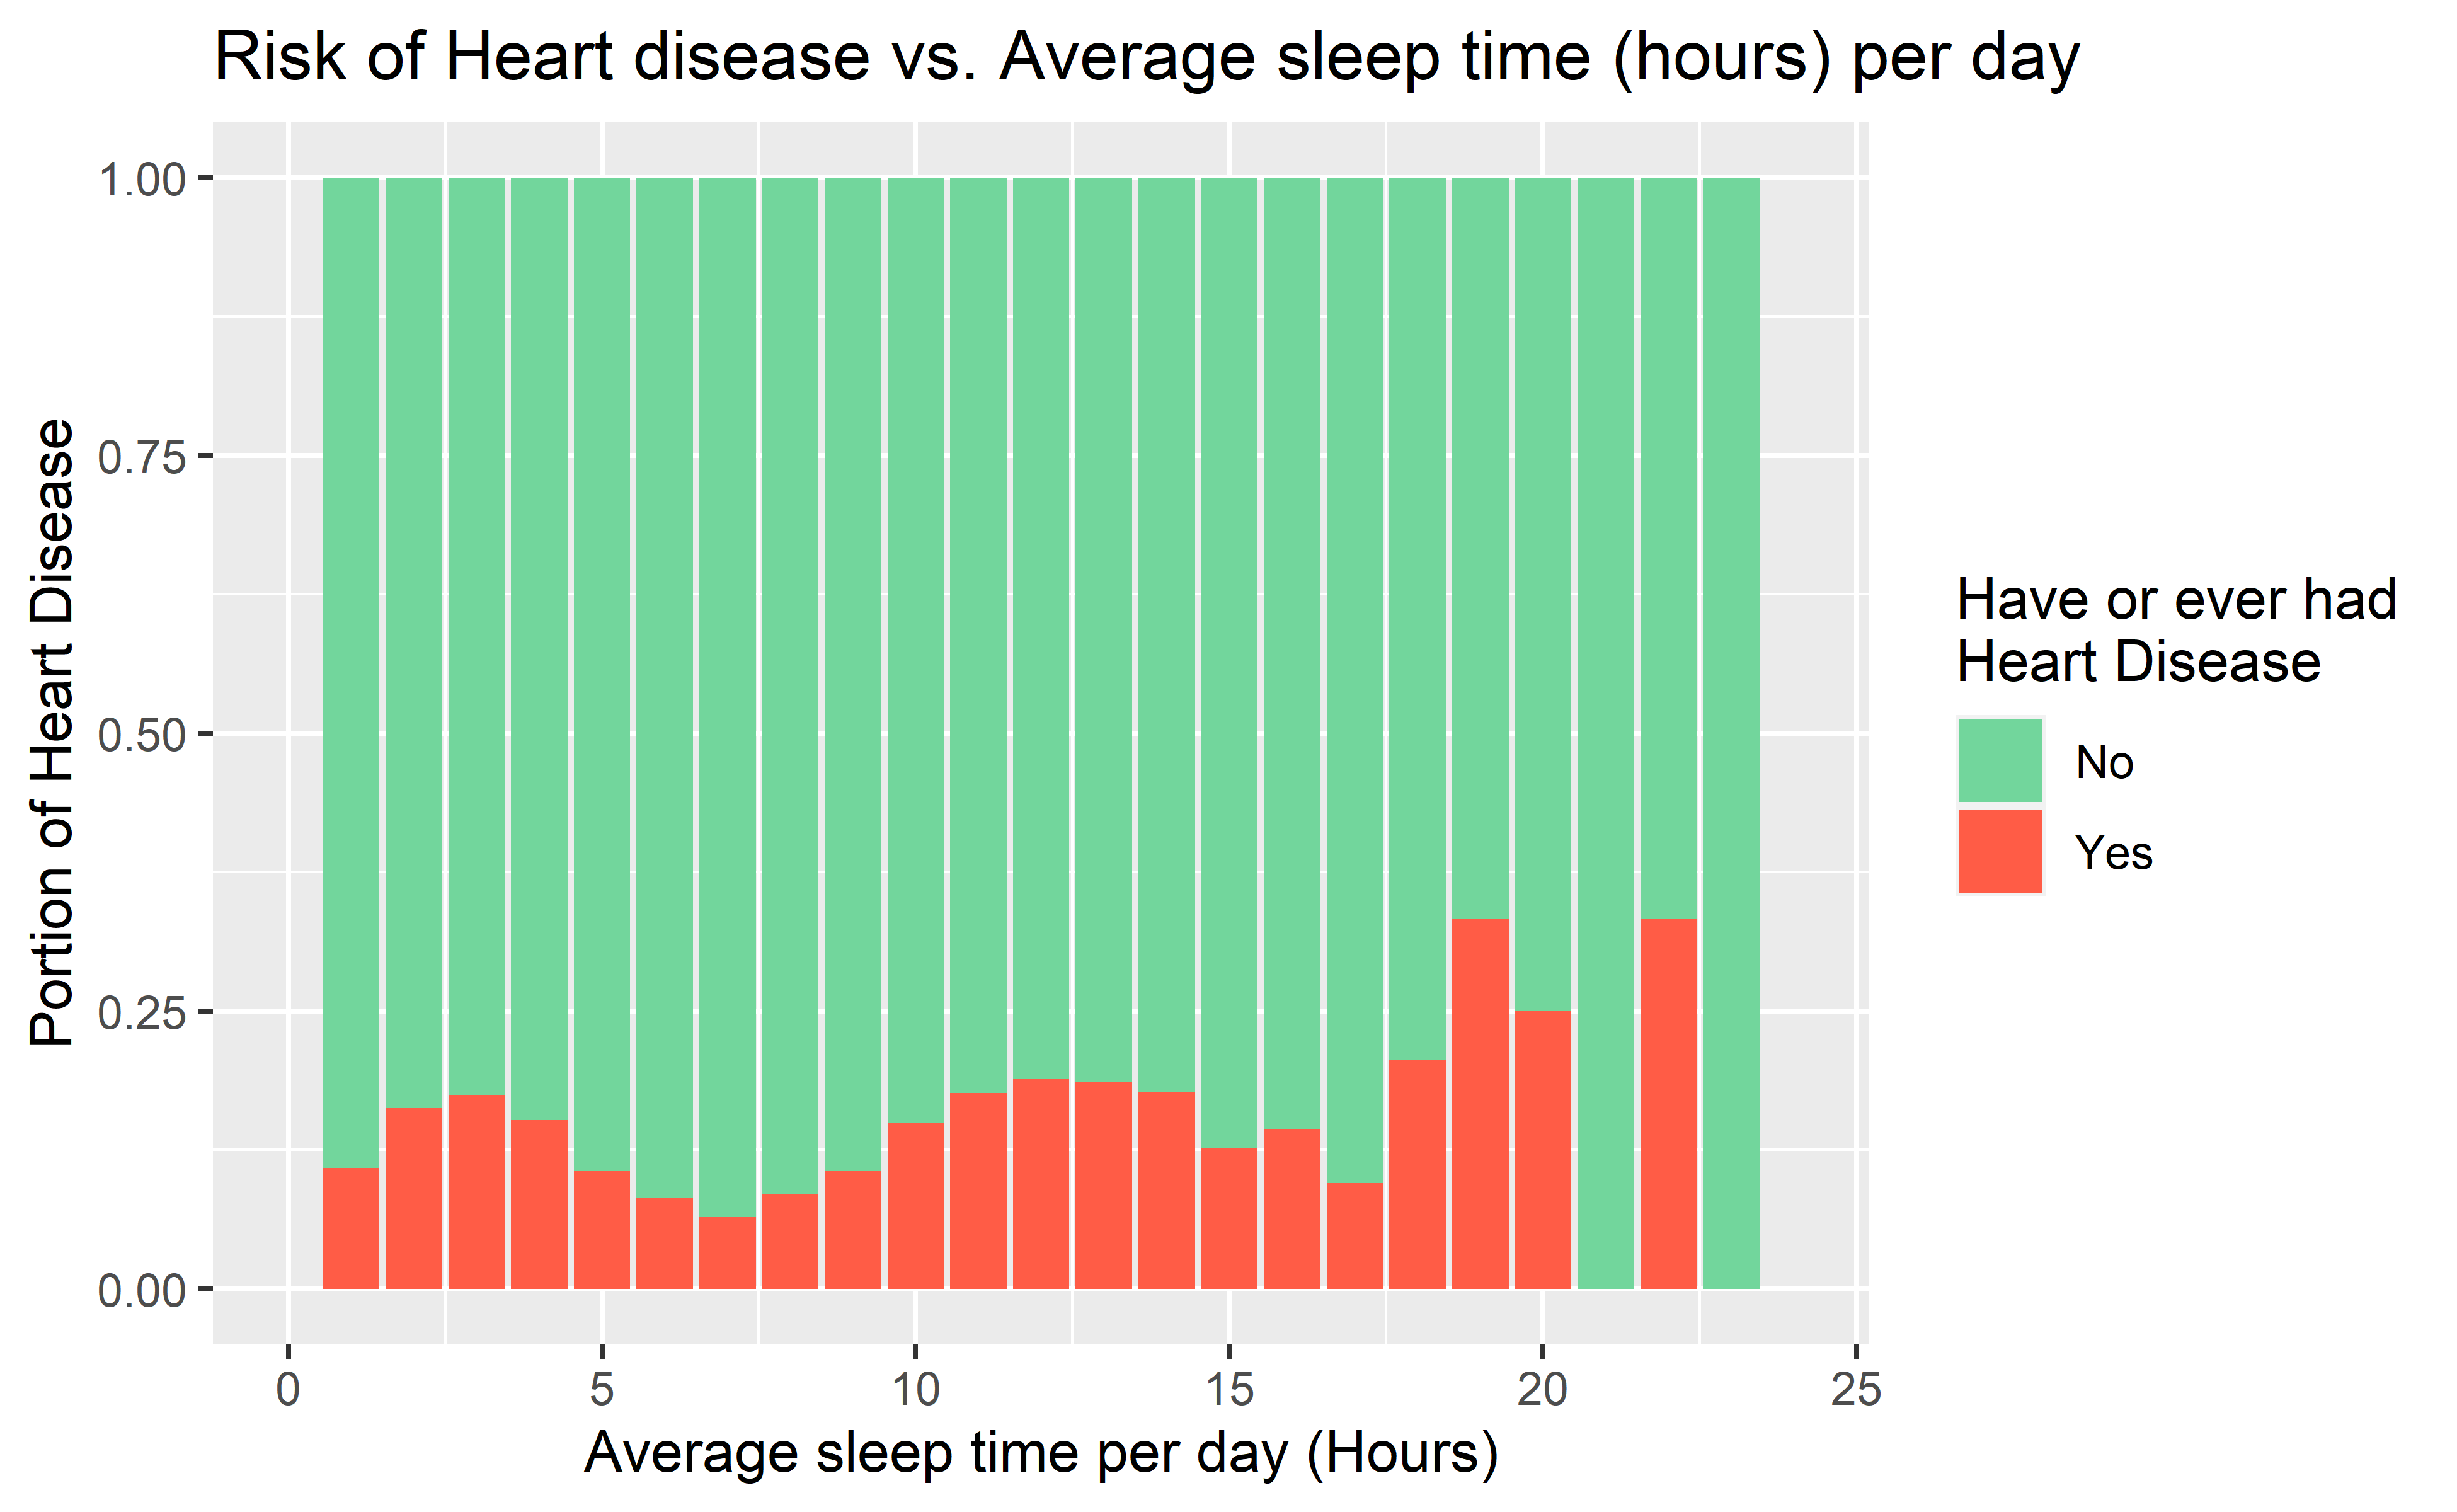 Risk of Heart disease vs. Average sleep time (hours) per day
Portion of Heart Disease
1.00
0.75
0.50
0.25
0.00
0 5 10 15 20 25
Average sleep time per day (Hours)
Have or ever had
Heart Disease
No
Yes